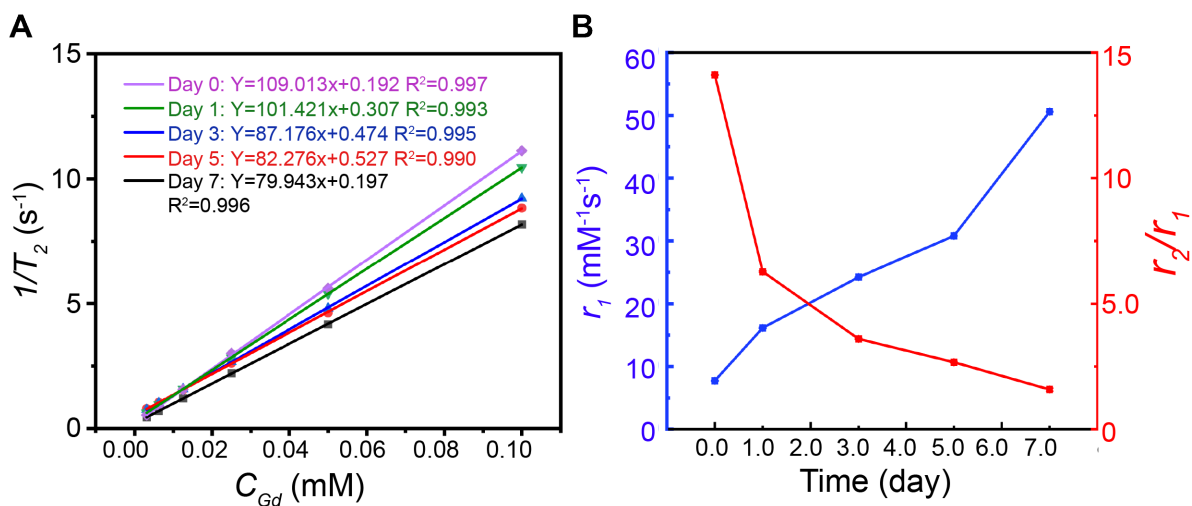 A
15
10
5
0
1/T₂ (s⁻¹)
Day 0: Y=109.013x+0.192 R²=0.997
Day 1: Y=101.421x+0.307 R²=0.993
Day 3: Y=87.176x+0.474 R²=0.995
Day 5: Y=82.276x+0.527 R²=0.990
Day 7: Y=79.943x+0.197
R²=0.996
0.00 0.02 0.04 0.06 0.08 0.10
C_Gd (mM)
B
60
50
40
30
20
10
0
r₁ (mM⁻¹s⁻¹)
15
10
5.0
0
r₂/r₁
0.0 1.0 2.0 3.0 4.0 5.0 6.0 7.0
Time (day)